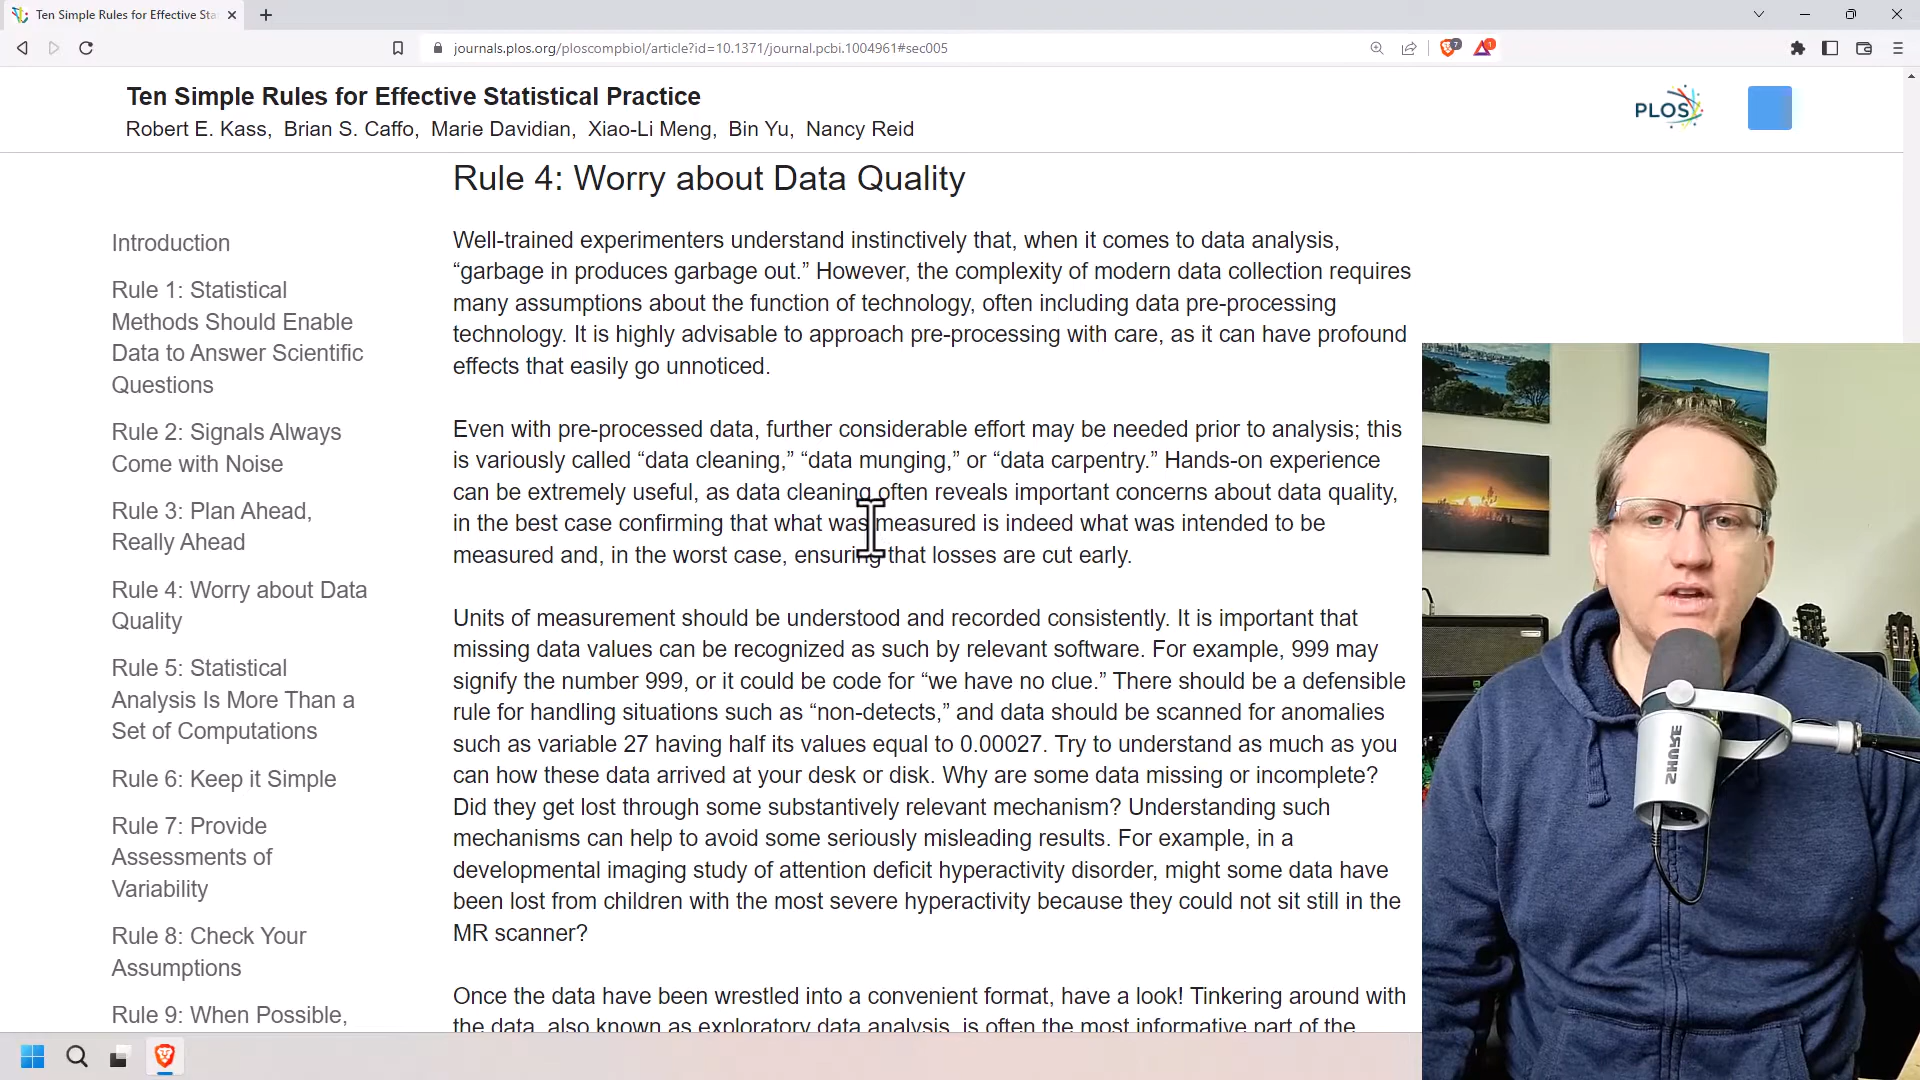 Ten Simple Rules for Effective Sta
journals.plos.org/ploscompbiol/article?id=10.1371/journal.pcbi.1004961#sec005
7
1
Ten Simple Rules for Effective Statistical Practice
Robert E. Kass, Brian S. Caffo, Marie Davidian, Xiao-Li Meng, Bin Yu, Nancy Reid
PLOS
Introduction
Rule 1: Statistical
Methods Should Enable
Data to Answer Scientific
Questions
Rule 2: Signals Always
Come with Noise
Rule 3: Plan Ahead,
Really Ahead
Rule 4: Worry about Data
Quality
Rule 5: Statistical
Analysis Is More Than a
Set of Computations
Rule 6: Keep it Simple
Rule 7: Provide
Assessments of
Variability
Rule 8: Check Your
Assumptions
Rule 9: When Possible,
Rule 4: Worry about Data Quality
Well-trained experimenters understand instinctively that, when it comes to data analysis,
“garbage in produces garbage out.” However, the complexity of modern data collection requires
many assumptions about the function of technology, often including data pre-processing
technology. It is highly advisable to approach pre-processing with care, as it can have profound
effects that easily go unnoticed.
Even with pre-processed data, further considerable effort may be needed prior to analysis; this
is variously called “data cleaning,” “data munging,” or “data carpentry.” Hands-on experience
can be extremely useful, as data cleaning often reveals important concerns about data quality,
in the best case confirming that what was measured is indeed what was intended to be
measured and, in the worst case, ensuring that losses are cut early.
Units of measurement should be understood and recorded consistently. It is important that
missing data values can be recognized as such by relevant software. For example, 999 may
signify the number 999, or it could be code for “we have no clue.” There should be a defensible
rule for handling situations such as “non-detects,” and data should be scanned for anomalies
such as variable 27 having half its values equal to 0.00027. Try to understand as much as you
can how these data arrived at your desk or disk. Why are some data missing or incomplete?
Did they get lost through some substantively relevant mechanism? Understanding such
mechanisms can help to avoid some seriously misleading results. For example, in a
developmental imaging study of attention deficit hyperactivity disorder, might some data have
been lost from children with the most severe hyperactivity because they could not sit still in the
MR scanner?
Once the data have been wrestled into a convenient format, have a look! Tinkering around with
the data, also known as exploratory data analysis, is often the most informative part of the
SHURE